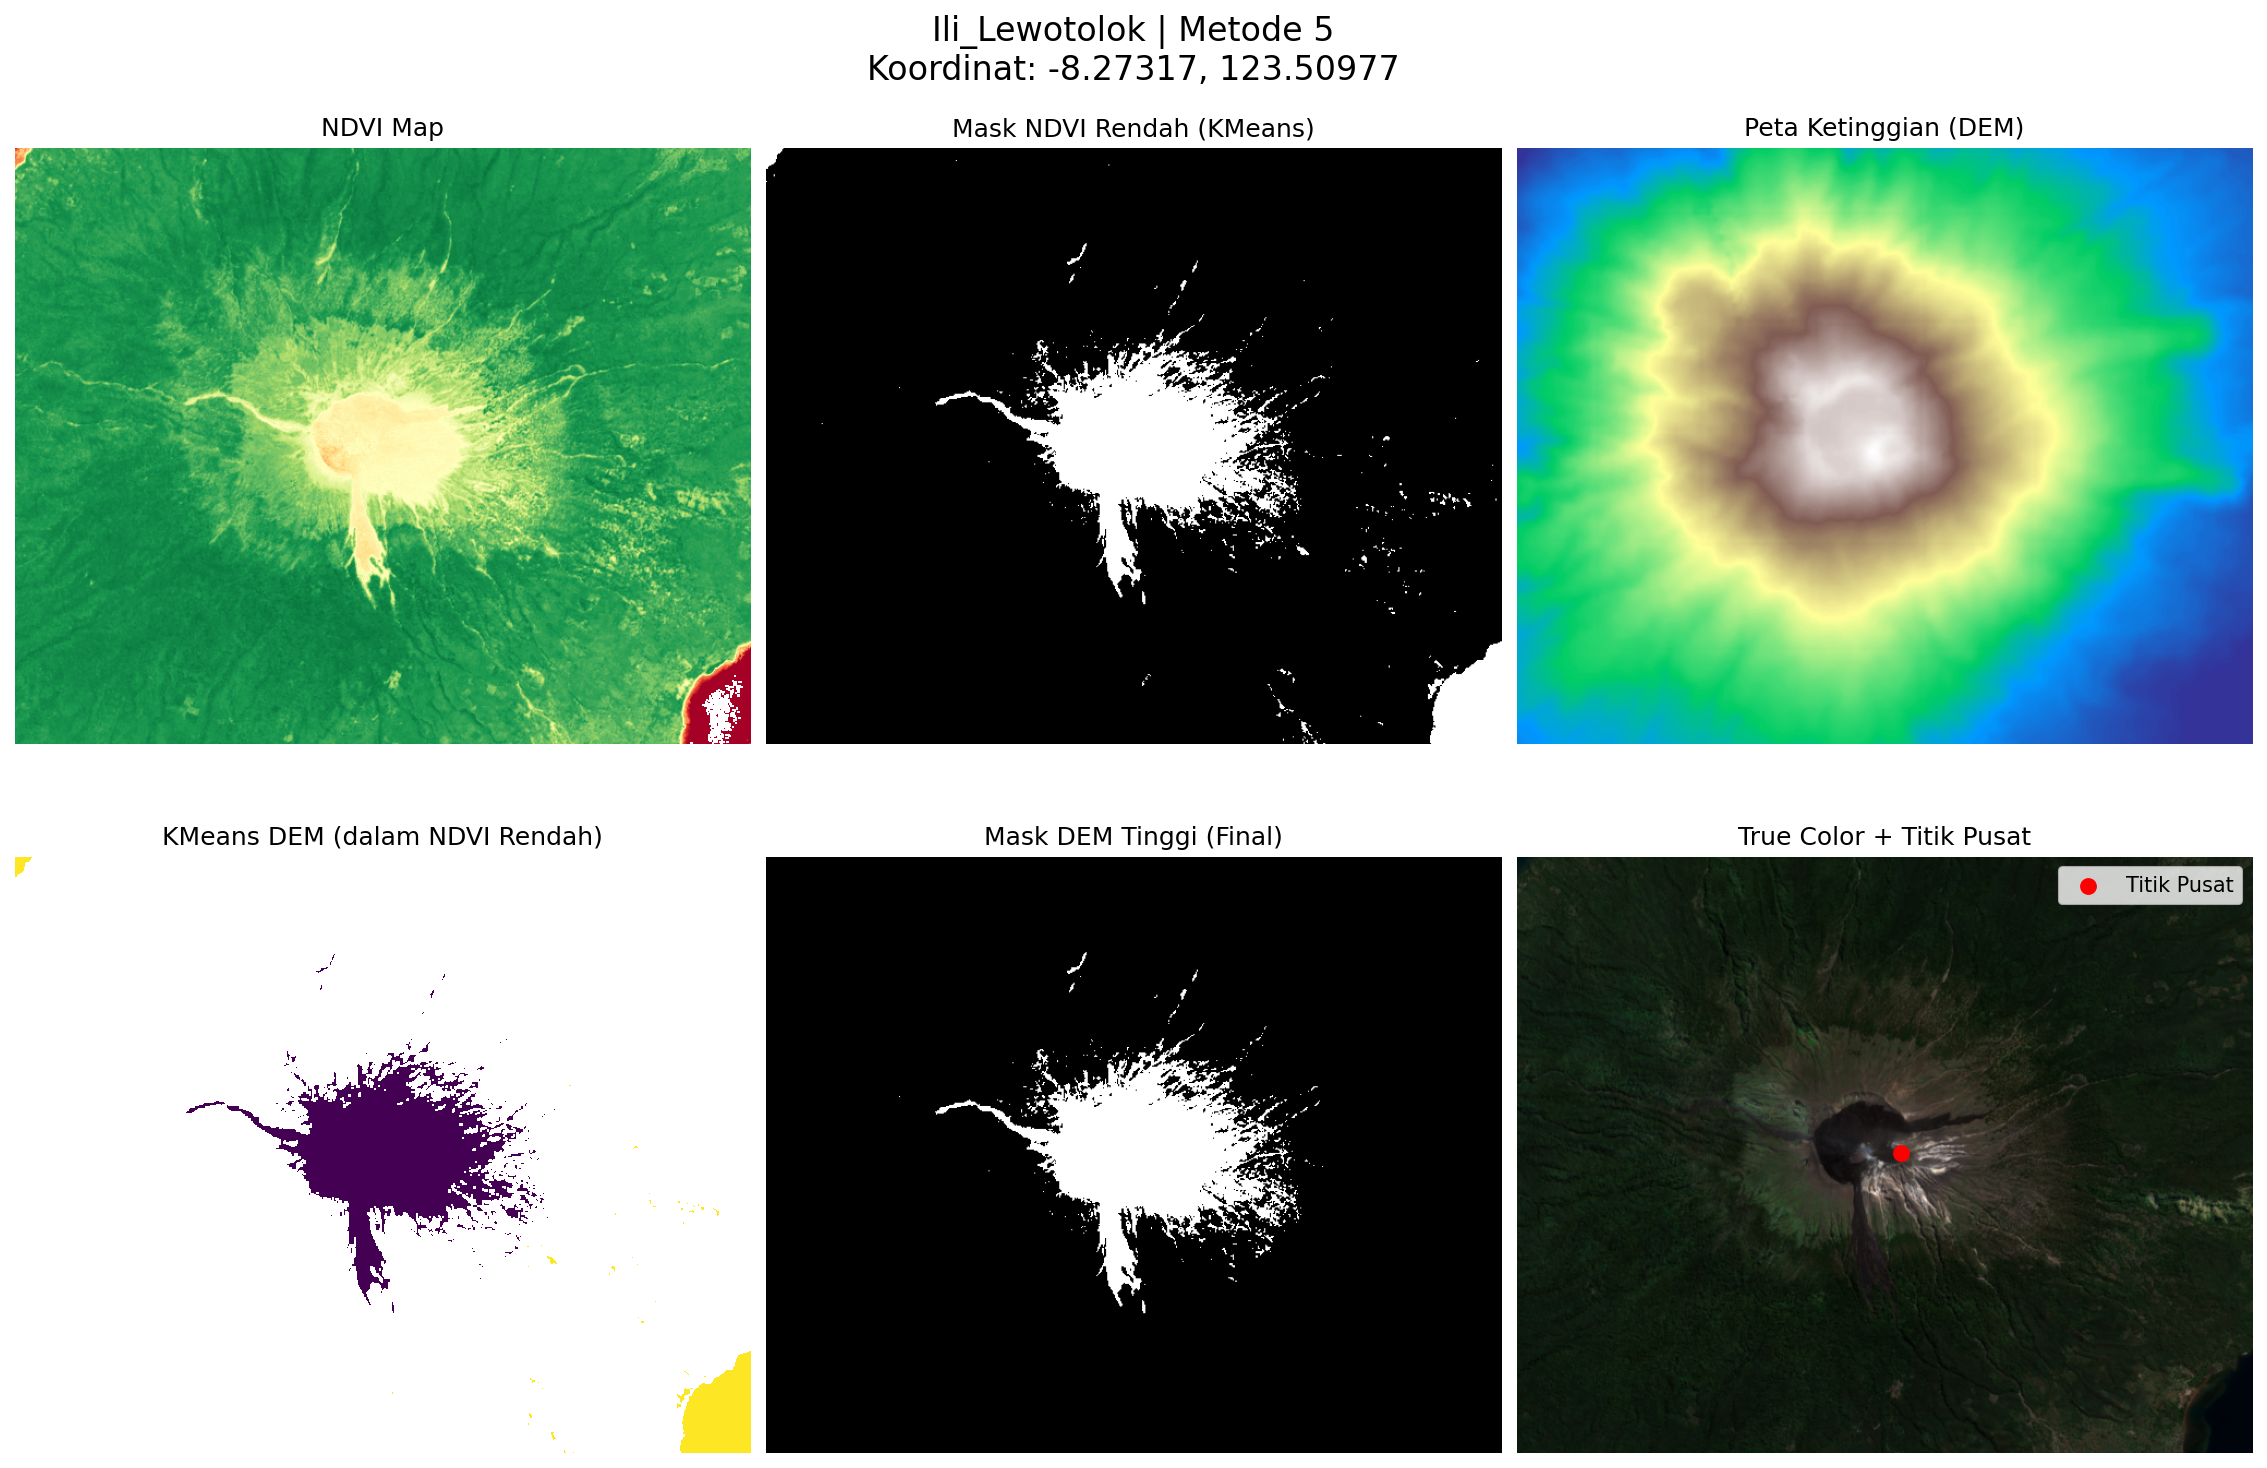 Ili_Lewotolok | Metode 5
Koordinat: -8.27317, 123.50977
NDVI Map
Mask NDVI Rendah (KMeans)
Peta Ketinggian (DEM)
KMeans DEM (dalam NDVI Rendah)
Mask DEM Tinggi (Final)
True Color + Titik Pusat
Titik Pusat